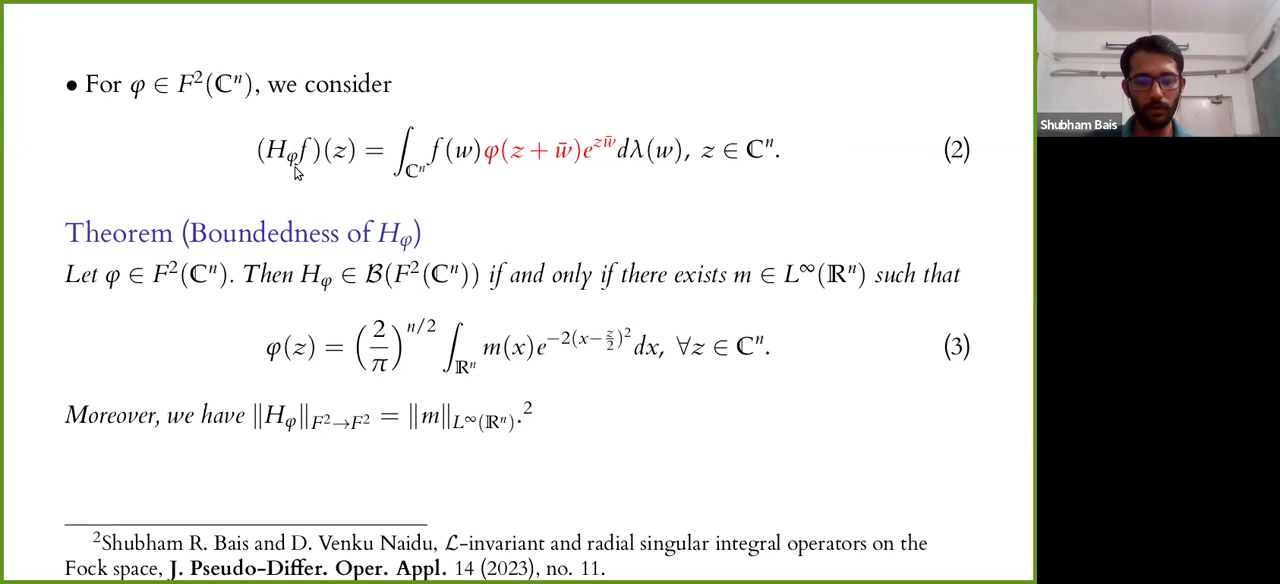 • For φ ∈ F²(ℂⁿ), we consider
(H_φ f)(z) = ∫_{ℂⁿ} f(w)φ(z + w̄)e^{zw̄}dλ(w), z ∈ ℂⁿ. (2)
Theorem (Boundedness of H_φ)
Let φ ∈ F²(ℂⁿ). Then H_φ ∈ ℬ(F²(ℂⁿ)) if and only if there exists m ∈ L^∞(ℝⁿ) such that
φ(z) = (2/π)^{n/2} ∫_{ℝⁿ} m(x)e^{−2(x−z/2)²}dx, ∀z ∈ ℂⁿ. (3)
Moreover, we have ‖H_φ‖_{F²→F²} = ‖m‖_{L^∞(ℝⁿ)}.²
²Shubham R. Bais and D. Venku Naidu, ℒ-invariant and radial singular integral operators on the
Fock space, J. Pseudo-Differ. Oper. Appl. 14 (2023), no. 11.
Shubham Bais